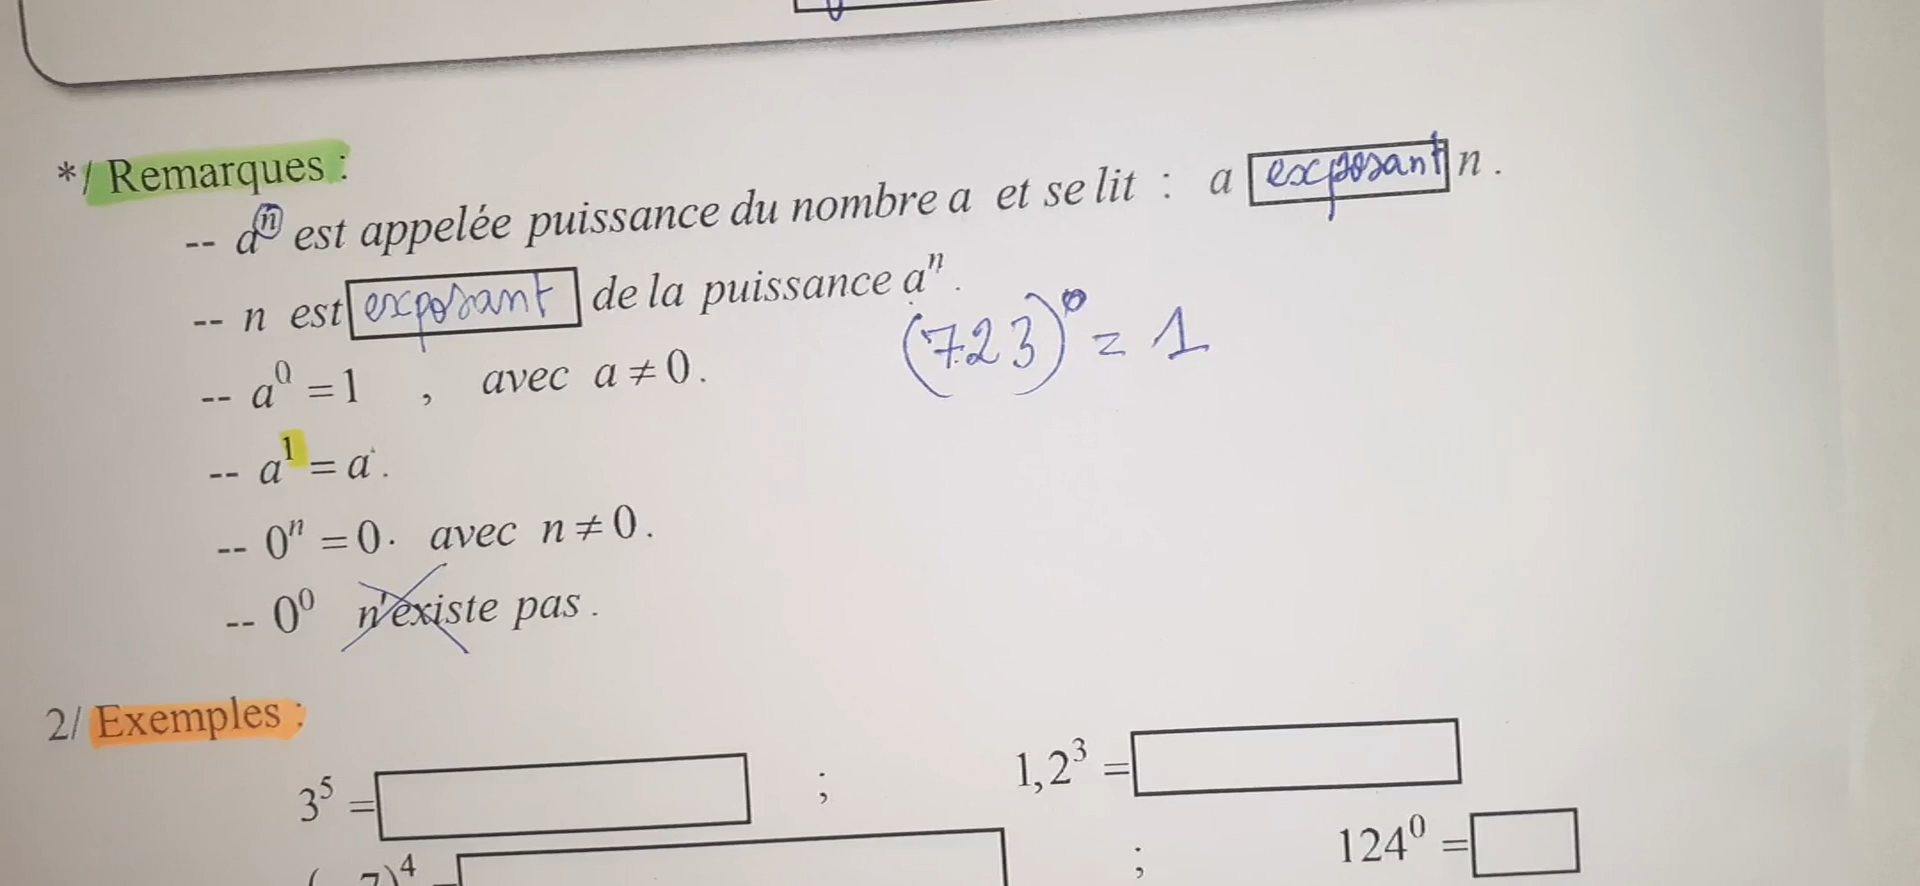 */ Remarques :
-- aⁿ est appelée puissance du nombre a et se lit : a exposant n .
-- n est exposant de la puissance aⁿ .
(723)⁰ = 1
-- a⁰ = 1 , avec a ≠ 0 .
-- a¹ = a .
-- 0ⁿ = 0 . avec n ≠ 0 .
-- 0⁰ n'existe pas .
2/ Exemples :
3⁵ = ; 1,2³ =
7)⁴ ; 124⁰ =